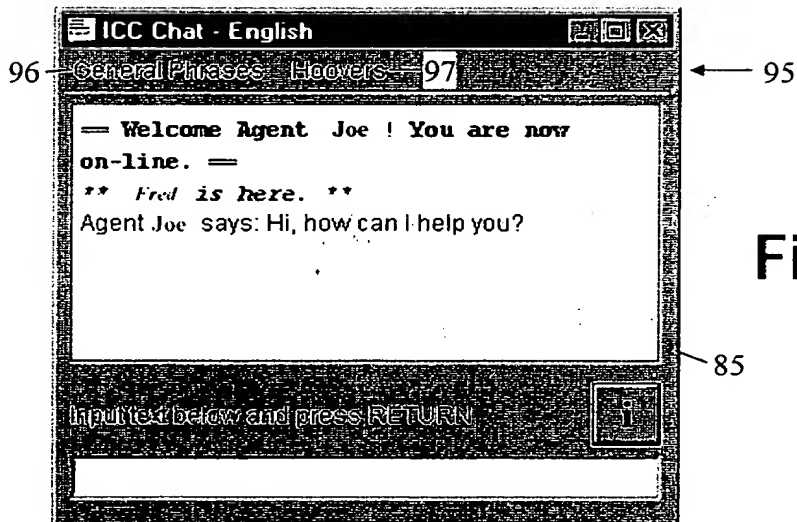 ICC Chat - English
96 General Phrases Hoovers 97 95
== Welcome Agent Joe ! You are now
on-line. ==
** Fred is here. **
Agent Joe says: Hi, how can I help you?
Fi
85
Input text below and press RETURN
i